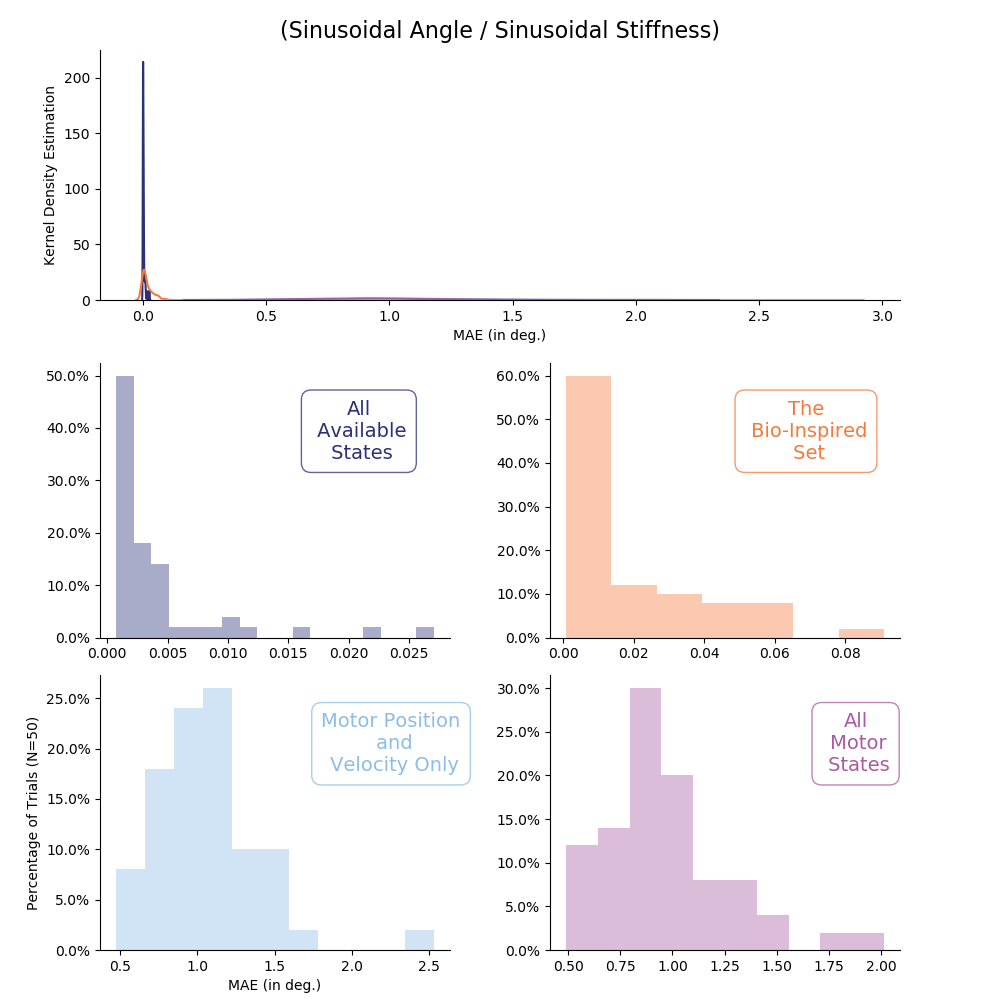 (Sinusoidal Angle / Sinusoidal Stiffness)
Kernel Density Estimation
200
150
100
50
0
0.0 0.5 1.0 1.5 2.0 2.5 3.0
MAE (in deg.)
50.0%
40.0%
30.0%
20.0%
10.0%
0.0%
0.000 0.005 0.010 0.015 0.020 0.025
All
Available
States
60.0%
50.0%
40.0%
30.0%
20.0%
10.0%
0.0%
0.00 0.02 0.04 0.06 0.08
The
Bio-Inspired
Set
Percentage of Trials (N=50)
25.0%
20.0%
15.0%
10.0%
5.0%
0.0%
0.5 1.0 1.5 2.0 2.5
MAE (in deg.)
Motor Position
and
Velocity Only
30.0%
25.0%
20.0%
15.0%
10.0%
5.0%
0.0%
0.50 0.75 1.00 1.25 1.50 1.75 2.00
All
Motor
States